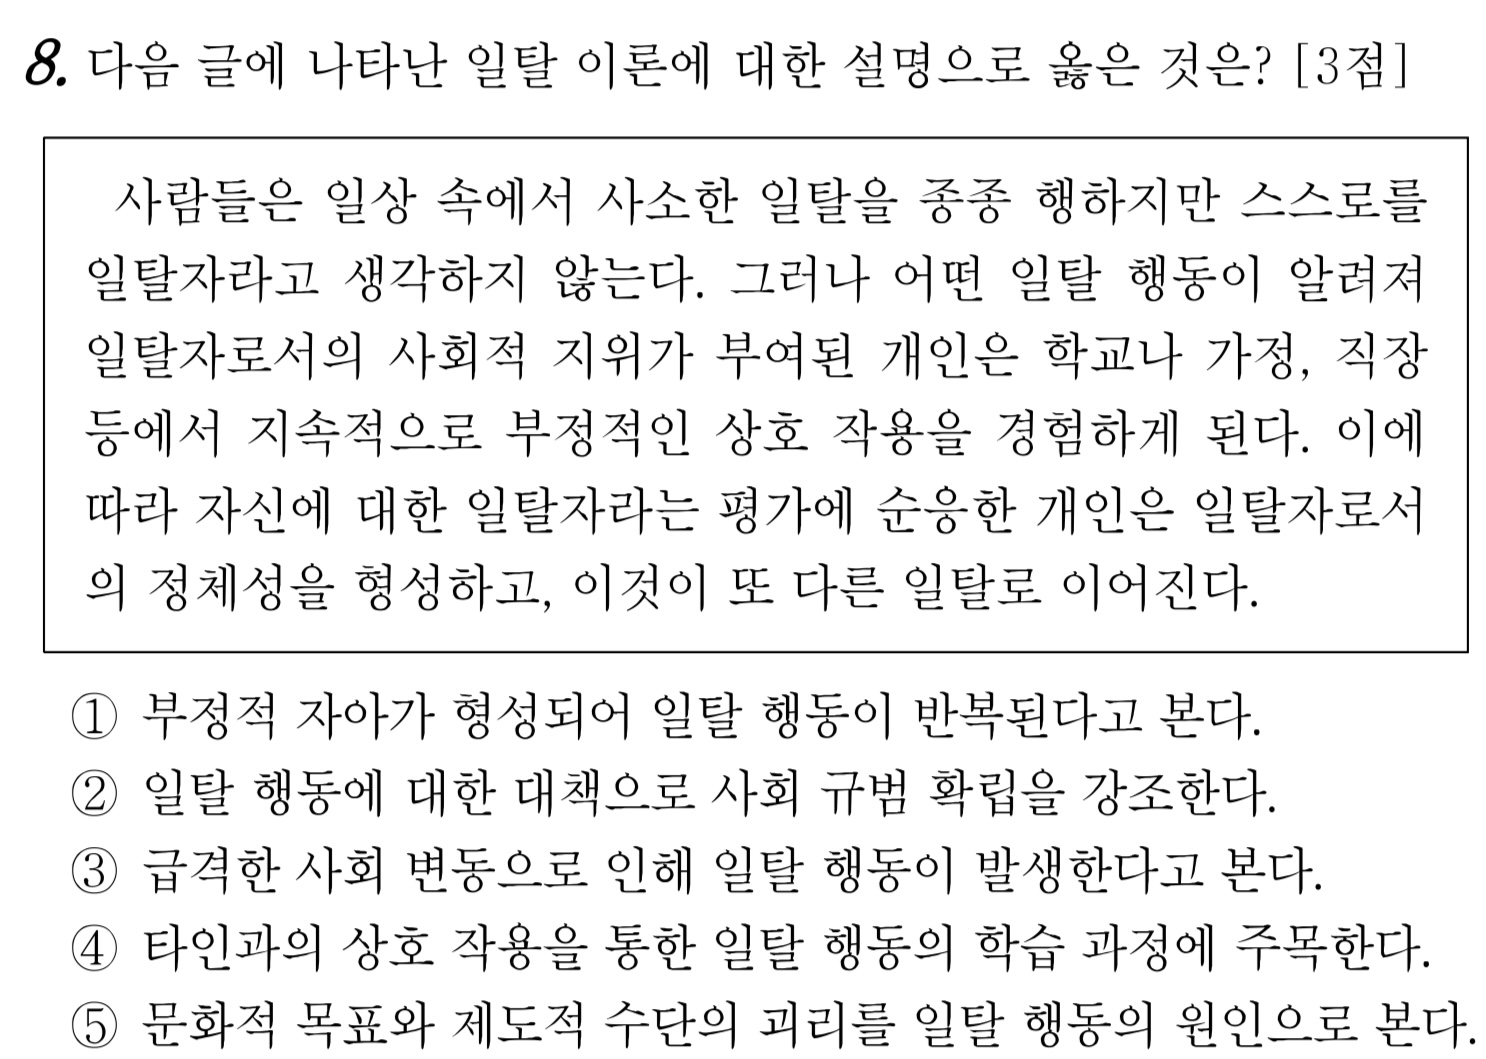 8. 다음 글에 나타난 일탈 이론에 대한 설명으로 옳은 것은? [3점]
사람들은 일상 속에서 사소한 일탈을 종종 행하지만 스스로를
일탈자라고 생각하지 않는다. 그러나 어떤 일탈 행동이 알려져
일탈자로서의 사회적 지위가 부여된 개인은 학교나 가정, 직장
등에서 지속적으로 부정적인 상호 작용을 경험하게 된다. 이에
따라 자신에 대한 일탈자라는 평가에 순응한 개인은 일탈자로서
의 정체성을 형성하고, 이것이 또 다른 일탈로 이어진다.
① 부정적 자아가 형성되어 일탈 행동이 반복된다고 본다.
② 일탈 행동에 대한 대책으로 사회 규범 확립을 강조한다.
③ 급격한 사회 변동으로 인해 일탈 행동이 발생한다고 본다.
④ 타인과의 상호 작용을 통한 일탈 행동의 학습 과정에 주목한다.
⑤ 문화적 목표와 제도적 수단의 괴리를 일탈 행동의 원인으로 본다.